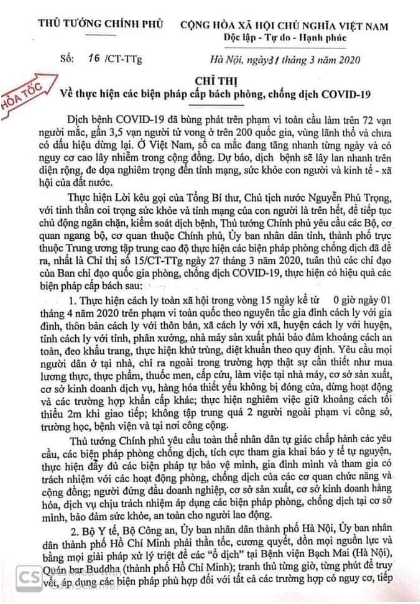 THỦ TƯỚNG CHÍNH PHỦ
CỘNG HÒA XÃ HỘI CHỦ NGHĨA VIỆT NAM
Độc lập - Tự do - Hạnh phúc
Số: 16 /CT-TTg
Hà Nội, ngày 31 tháng 3 năm 2020
HỎA TỐC
CHỈ THỊ
Về thực hiện các biện pháp cấp bách phòng, chống dịch COVID-19
Dịch bệnh COVID-19 đã bùng phát trên phạm vi toàn cầu làm trên 72 vạn
người mắc, gần 3,5 vạn người tử vong ở trên 200 quốc gia, vùng lãnh thổ và chưa
có dấu hiệu dừng lại. Ở Việt Nam, số ca mắc đang tăng nhanh từng ngày và có
nguy cơ cao lây nhiễm trong cộng đồng. Dự báo, dịch bệnh sẽ lây lan nhanh trên
diện rộng, đe dọa nghiêm trọng đến tính mạng, sức khỏe con người và kinh tế - xã
hội của đất nước.
Thực hiện Lời kêu gọi của Tổng Bí thư, Chủ tịch nước Nguyễn Phú Trọng,
với tinh thần coi trọng sức khỏe và tính mạng của con người là trên hết, để tiếp tục
chủ động ngăn chặn, kiểm soát dịch bệnh, Thủ tướng Chính phủ yêu cầu các Bộ, cơ
quan ngang bộ, cơ quan thuộc Chính phủ, Ủy ban nhân dân tỉnh, thành phố trực
thuộc Trung ương tập trung cao độ thực hiện các biện pháp phòng chống dịch đã đề
ra, nhất là Chỉ thị số 15/CT-TTg ngày 27 tháng 3 năm 2020, tuân thủ các chỉ đạo
của Ban chỉ đạo quốc gia phòng, chống dịch COVID-19, thực hiện có hiệu quả các
biện pháp cấp bách sau:
1. Thực hiện cách ly toàn xã hội trong vòng 15 ngày kể từ 0 giờ ngày 01
tháng 4 năm 2020 trên phạm vi toàn quốc theo nguyên tắc gia đình cách ly với gia
đình, thôn bản cách ly với thôn bản, xã cách ly với xã, huyện cách ly với huyện,
tỉnh cách ly với tỉnh, phân xưởng, nhà máy sản xuất phải bảo đảm khoảng cách an
toàn, đeo khẩu trang, thực hiện khử trùng, diệt khuẩn theo quy định. Yêu cầu mọi
người dân ở tại nhà, chỉ ra ngoài trong trường hợp thật sự cần thiết như mua
lương thực, thực phẩm, thuốc men, cấp cứu, làm việc tại nhà máy, cơ sở sản xuất,
cơ sở kinh doanh dịch vụ, hàng hóa thiết yếu không bị đóng cửa, dừng hoạt động
và các trường hợp khẩn cấp khác; thực hiện nghiêm việc giữ khoảng cách tối
thiểu 2m khi giao tiếp; không tập trung quá 2 người ngoài phạm vi công sở,
trường học, bệnh viện và tại nơi công cộng.
Thủ tướng Chính phủ yêu cầu toàn thể nhân dân tự giác chấp hành các yêu
cầu, các biện pháp phòng chống dịch, tích cực tham gia khai báo y tế tự nguyện,
thực hiện đầy đủ các biện pháp tự bảo vệ mình, gia đình mình và tham gia có
trách nhiệm với các hoạt động phòng, chống dịch của các cơ quan chức năng và
cộng đồng; người đứng đầu doanh nghiệp, cơ sở sản xuất, cơ sở kinh doanh hàng
hóa, dịch vụ chịu trách nhiệm áp dụng các biện pháp phòng, chống dịch tại cơ sở
mình, bảo đảm sức khỏe, an toàn cho người lao động.
2. Bộ Y tế, Bộ Công an, Ủy ban nhân dân thành phố Hà Nội, Ủy ban nhân
dân thành phố Hồ Chí Minh phải thần tốc, cương quyết, dồn mọi nguồn lực và
bằng mọi giải pháp xử lý triệt để các "ổ dịch" tại Bệnh viện Bạch Mai (Hà Nội),
Quán bar Buddha (thành phố Hồ Chí Minh); tranh thủ từng giờ, từng phút để truy
vết, áp dụng các biện pháp phù hợp đối với tất cả các trường hợp có nguy cơ, tiếp
CS